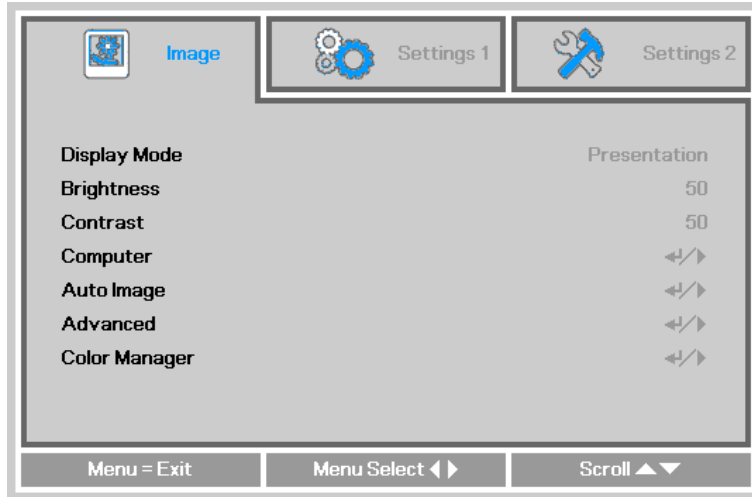 Image Settings 1 Settings 2
Display Mode Presentation
Brightness 50
Contrast 50
Computer
Auto Image
Advanced
Color Manager
Menu = Exit Menu Select Scroll